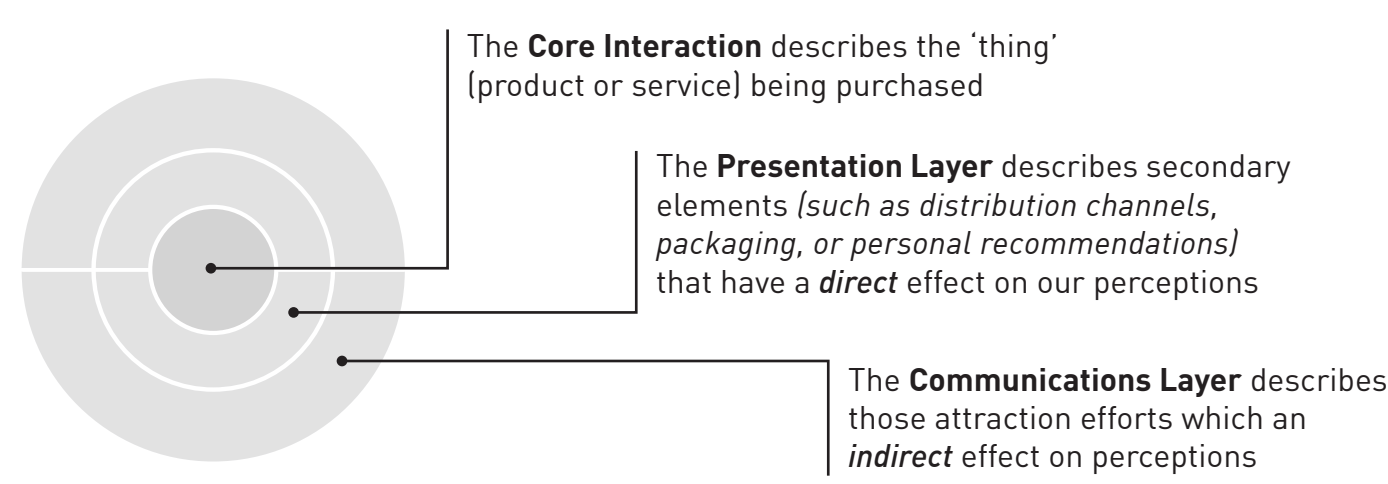 The Core Interaction describes the ‘thing’
(product or service) being purchased
The Presentation Layer describes secondary
elements (such as distribution channels,
packaging, or personal recommendations)
that have a direct effect on our perceptions
The Communications Layer describes
those attraction efforts which an
indirect effect on perceptions